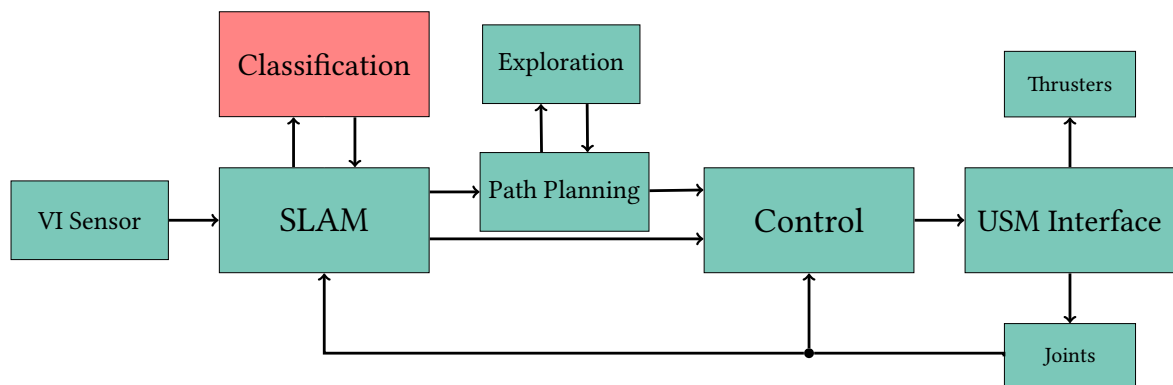 Classification
Exploration
Thrusters
VI Sensor
SLAM
Path Planning
Control
USM Interface
Joints